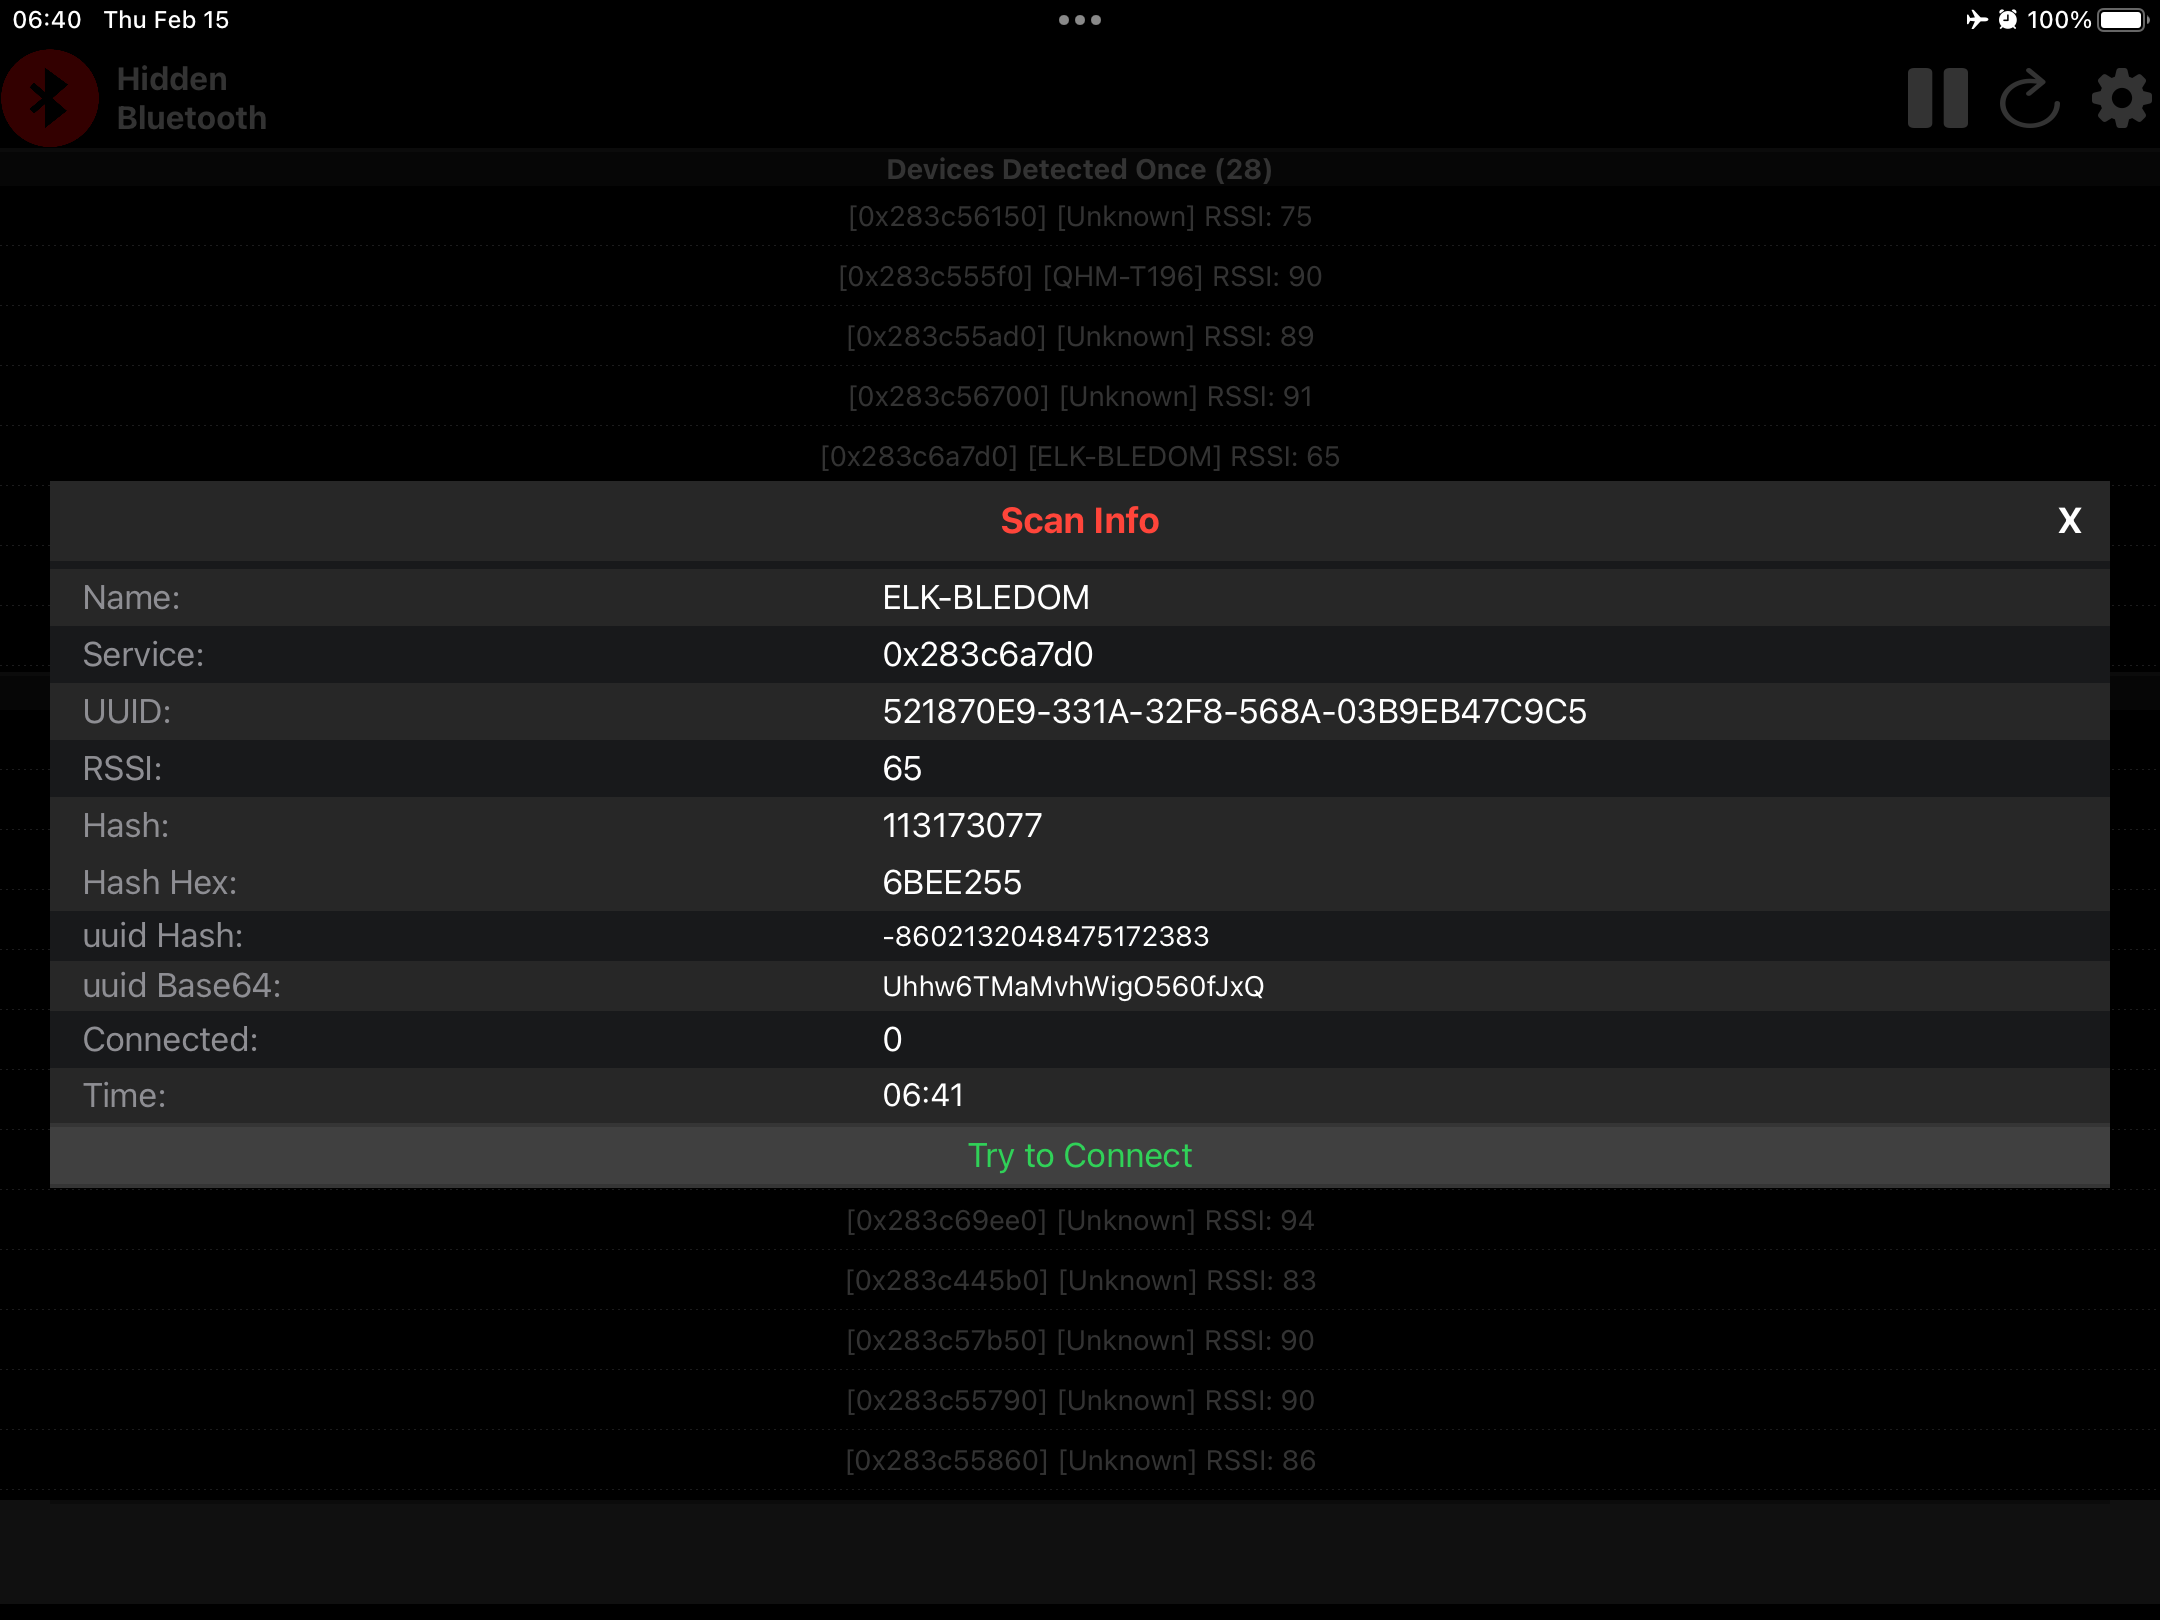 06:40 Thu Feb 15
100%
Hidden
Bluetooth
Devices Detected Once (28)
[0x283c56150] [Unknown] RSSI: 75
[0x283c555f0] [QHM-T196] RSSI: 90
[0x283c55ad0] [Unknown] RSSI: 89
[0x283c56700] [Unknown] RSSI: 91
[0x283c6a7d0] [ELK-BLEDOM] RSSI: 65
Scan Info X
Name: ELK-BLEDOM
Service: 0x283c6a7d0
UUID: 521870E9-331A-32F8-568A-03B9EB47C9C5
RSSI: 65
Hash: 113173077
Hash Hex: 6BEE255
uuid Hash: -8602132048475172383
uuid Base64: Uhhw6TMaMvhWigO560fJxQ
Connected: 0
Time: 06:41
Try to Connect
[0x283c69ee0] [Unknown] RSSI: 94
[0x283c445b0] [Unknown] RSSI: 83
[0x283c57b50] [Unknown] RSSI: 90
[0x283c55790] [Unknown] RSSI: 90
[0x283c55860] [Unknown] RSSI: 86